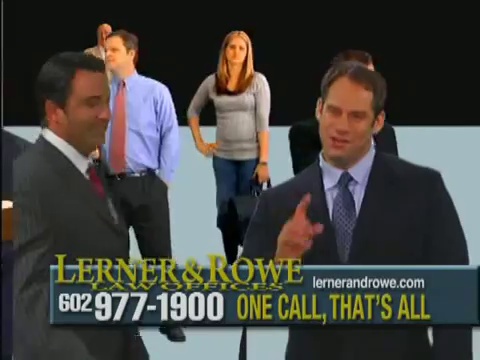 LERNER & ROWE
LAW OFFICES
lernerandrowe.com
602 977-1900 ONE CALL, THAT'S ALL